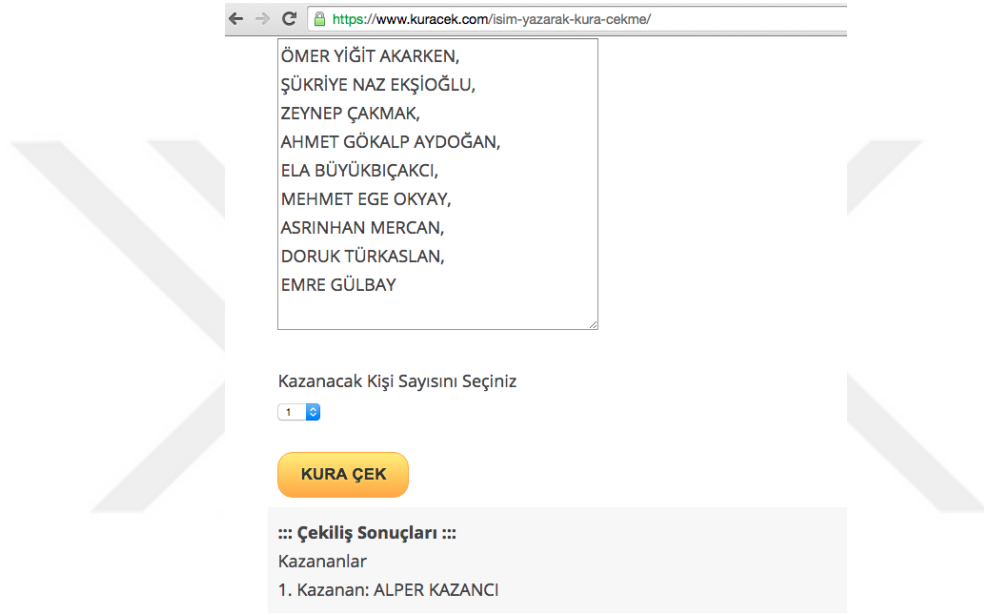 https://www.kuracek.com/isim-yazarak-kura-cekme/
ÖMER YİĞİT AKARKEN,
ŞÜKRİYE NAZ EKŞİOĞLU,
ZEYNEP ÇAKMAK,
AHMET GÖKALP AYDOĞAN,
ELA BÜYÜKBIÇAKCI,
MEHMET EGE OKYAY,
ASRINHAN MERCAN,
DORUK TÜRKASLAN,
EMRE GÜLBAY
Kazanacak Kişi Sayısını Seçiniz
1
KURA ÇEK
::: Çekiliş Sonuçları :::
Kazananlar
1. Kazanan: ALPER KAZANCI